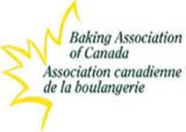 Baking Association
of Canada
Association canadienne
de la boulangerie